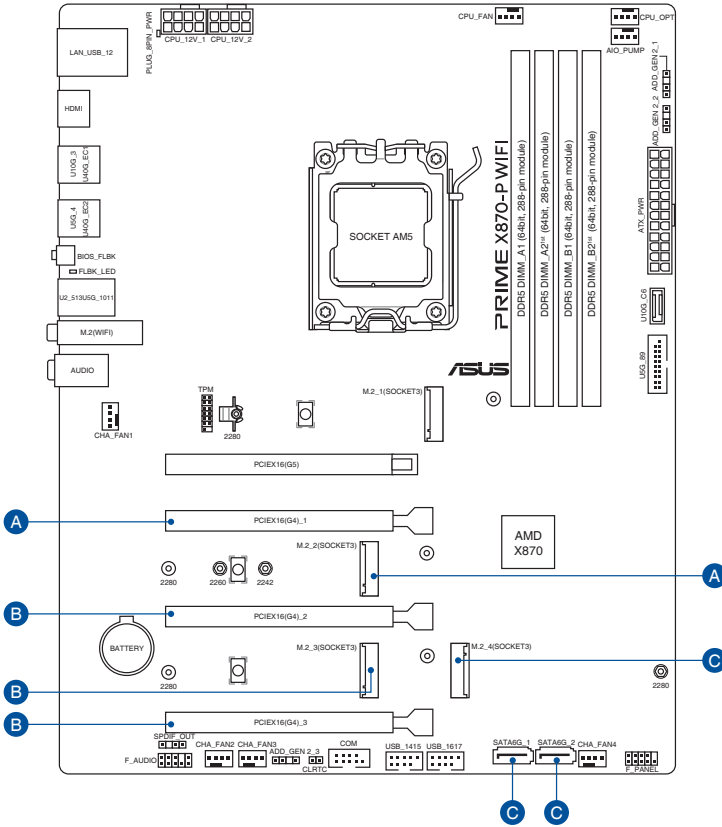 CPU_FAN
CPU_OPT
PLUG_8PIN_PWR
CPU_12V_1
CPU_12V_2
AIO_PUMP
LAN_USB_12
ADD_GEN 2_1
ADD_GEN 2_2
HDMI
U10G_3
U40G_EC1
U5G_4
U40G_EC2
SOCKET AM5
PRIME X870-P WIFI
DDR5 DIMM_A1 (64bit, 288-pin module)
DDR5 DIMM_A2 1st (64bit, 288-pin module)
DDR5 DIMM_B1 (64bit, 288-pin module)
DDR5 DIMM_B2 1st (64bit, 288-pin module)
ATX_PWR
BIOS_FLBK
FLBK_LED
U2_513U5G_1011
U10G_C6
M.2(WIFI)
U5G_89
AUDIO
ASUS
TPM
M.2_1(SOCKET3)
CHA_FAN1
2280
PCIEX16(G5)
A
PCIEX16(G4)_1
AMD
X870
M.2_2(SOCKET3)
A
2280
2260
2242
B
PCIEX16(G4)_2
BATTERY
M.2_3(SOCKET3)
M.2_4(SOCKET3)
C
2280
2280
B
B
PCIEX16(G4)_3
SPDIF_OUT
F_AUDIO
CHA_FAN2
CHA_FAN3
ADD_GEN 2_3
CLRTC
COM
USB_1415
USB_1617
SATA6G_1
SATA6G_2
CHA_FAN4
F_PANEL
C
C